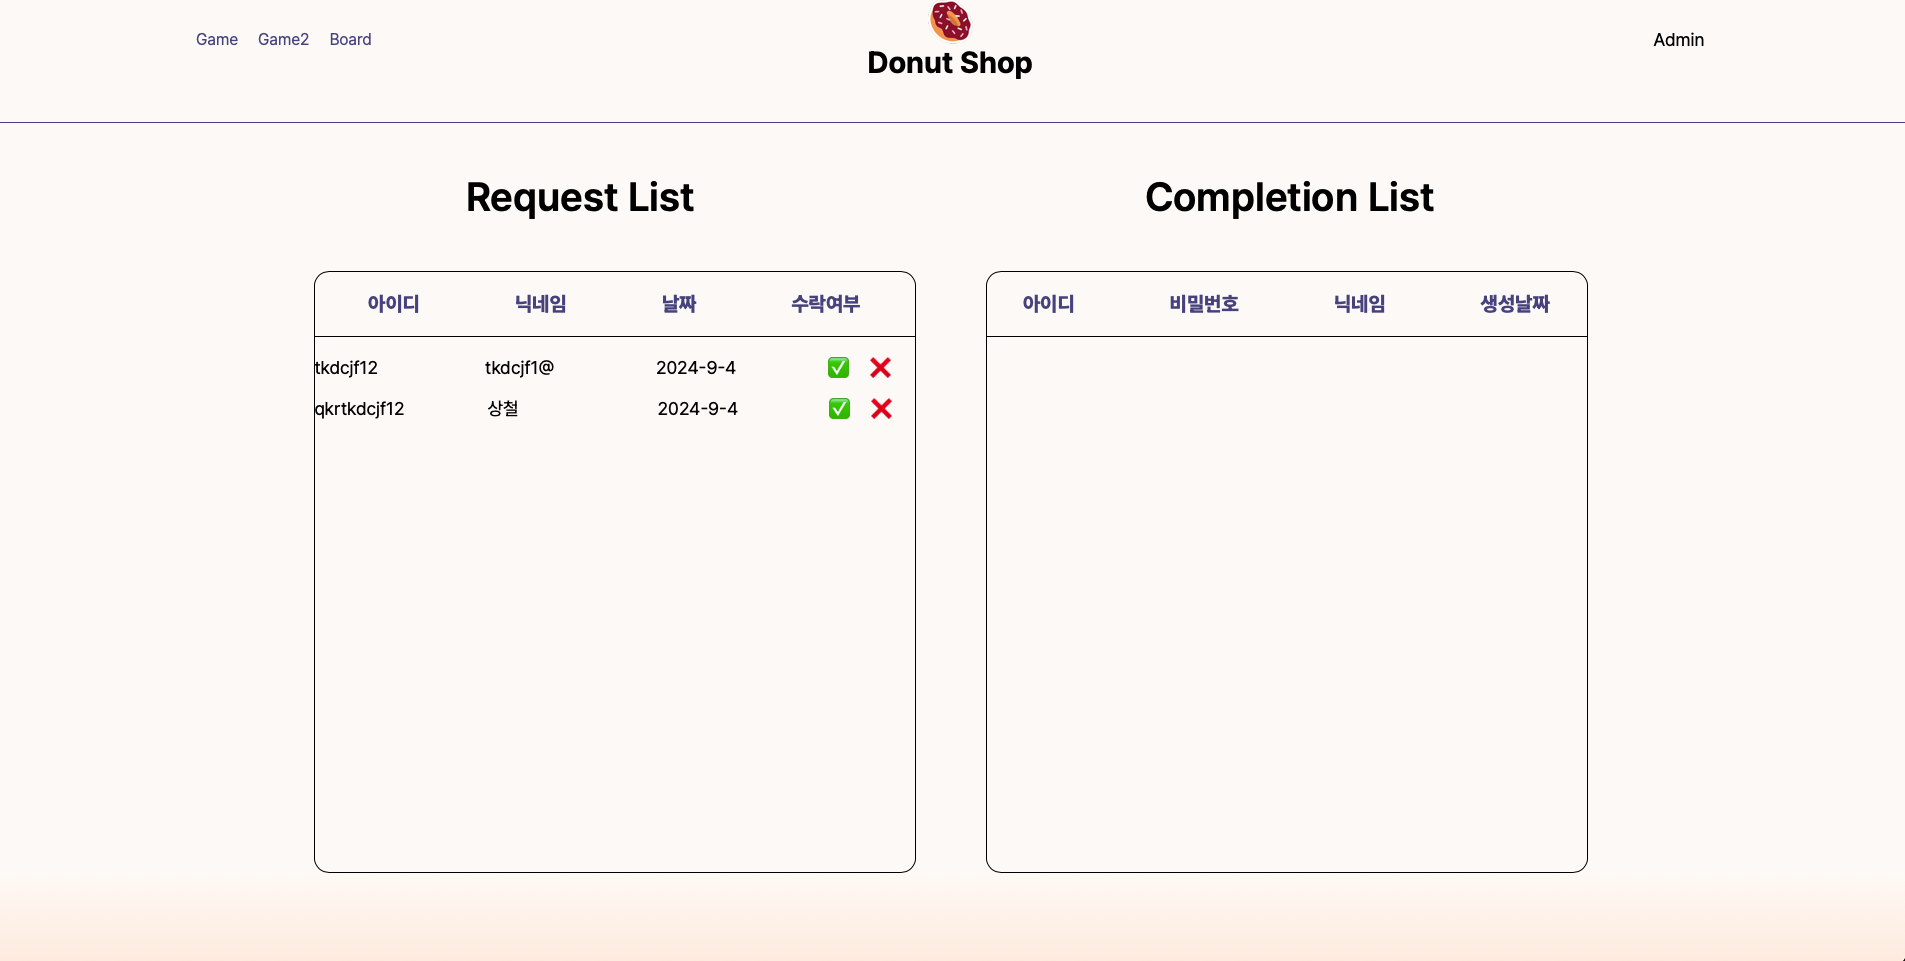 Game Game2 Board
Donut Shop
Admin
Request List
아이디 닉네임 날짜 수락여부
tkdcjf12 tkdcjf1@ 2024-9-4 ✅ ❌
qkrtkdcjf12 상철 2024-9-4 ✅ ❌
Completion List
아이디 비밀번호 닉네임 생성날짜